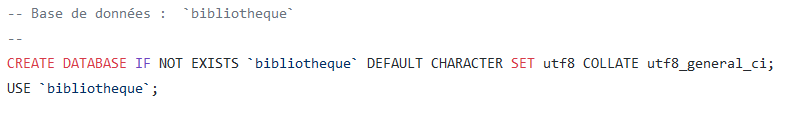 -- Base de données :  `bibliotheque`
--
CREATE DATABASE IF NOT EXISTS `bibliotheque` DEFAULT CHARACTER SET utf8 COLLATE utf8_general_ci;
USE `bibliotheque`;